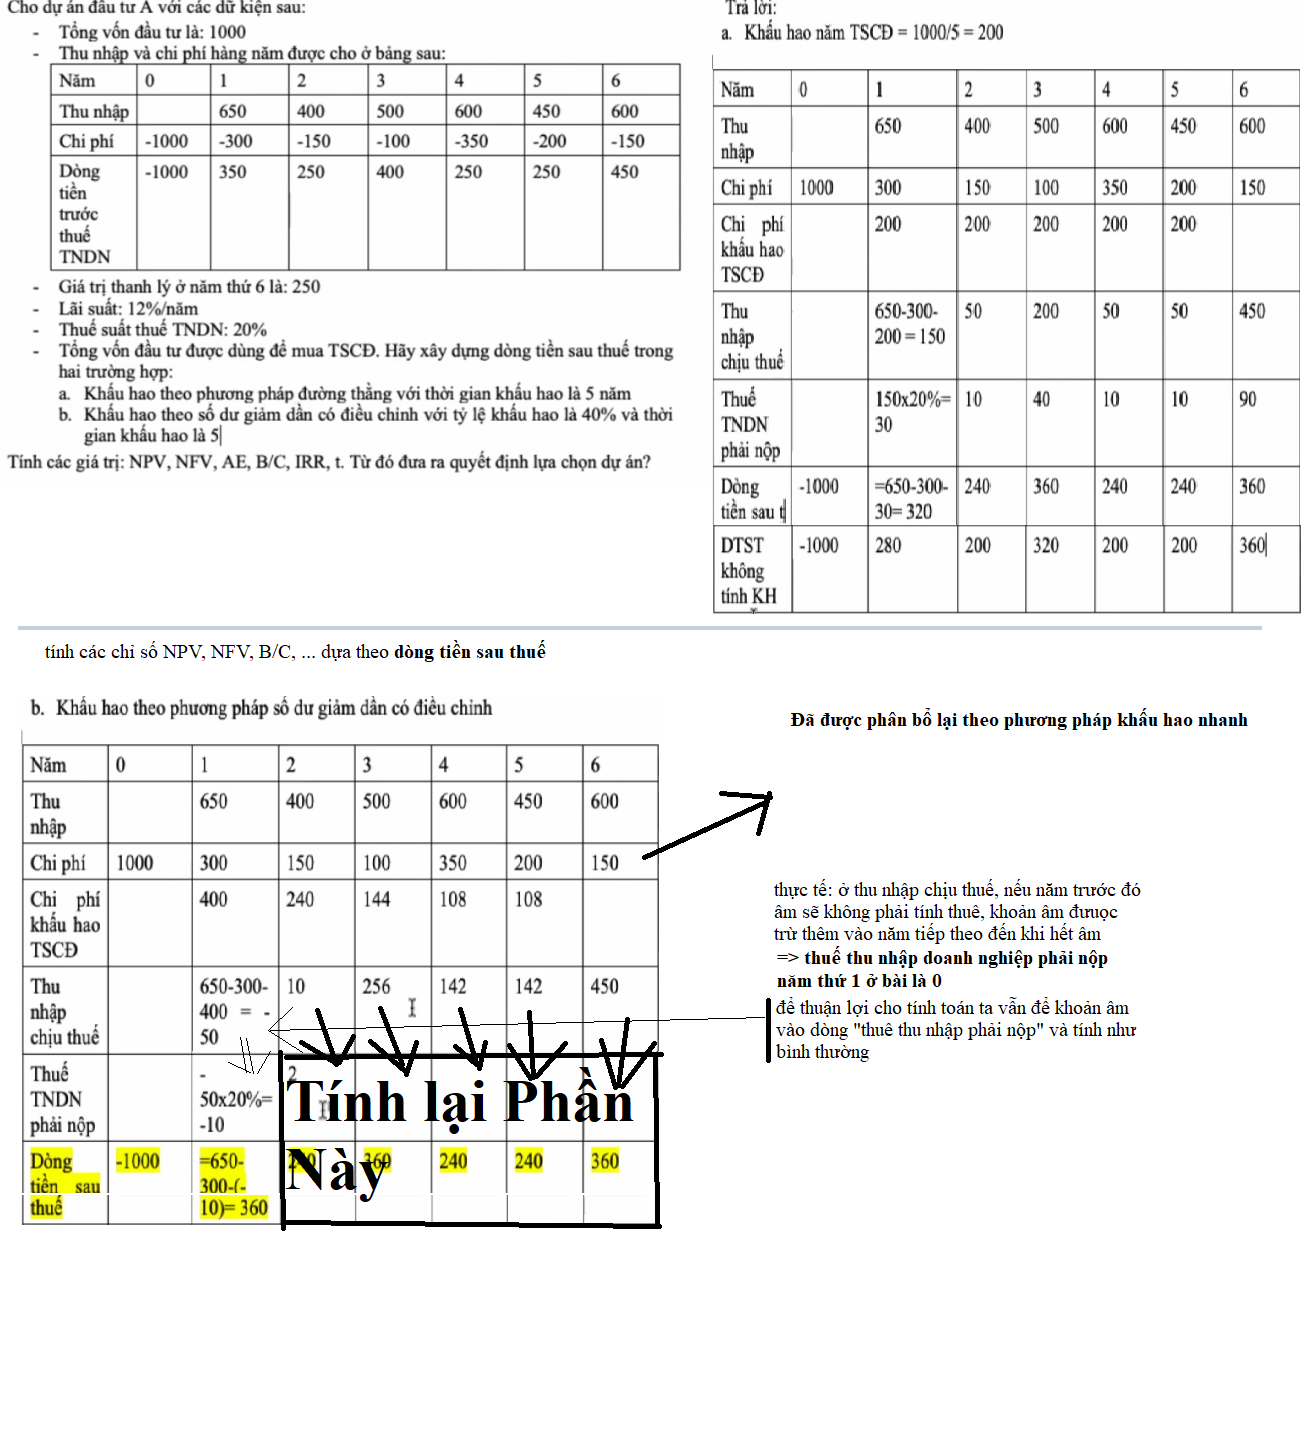 Cho dự án đầu tư A với các dữ kiện sau:
- Tổng vốn đầu tư là: 1000
- Thu nhập và chi phí hàng năm được cho ở bảng sau:
Năm 0 1 2 3 4 5 6
Thu nhập 650 400 500 600 450 600
Chi phí -1000 -300 -150 -100 -350 -200 -150
Dòng -1000 350 250 400 250 250 450
tiền
trước
thuế
TNDN
- Giá trị thanh lý ở năm thứ 6 là: 250
- Lãi suất: 12%/năm
- Thuế suất thuế TNDN: 20%
- Tổng vốn đầu tư được dùng để mua TSCĐ. Hãy xây dựng dòng tiền sau thuế trong
hai trường hợp:
a. Khấu hao theo phương pháp đường thẳng với thời gian khấu hao là 5 năm
b. Khấu hao theo số dư giảm dần có điều chỉnh với tỷ lệ khấu hao là 40% và thời
gian khấu hao là 5
Tính các giá trị: NPV, NFV, AE, B/C, IRR, t. Từ đó đưa ra quyết định lựa chọn dự án?
Trả lời:
a. Khấu hao năm TSCĐ = 1000/5 = 200
Năm 0 1 2 3 4 5 6
Thu 650 400 500 600 450 600
nhập
Chi phí 1000 300 150 100 350 200 150
Chi phí 200 200 200 200 200
khấu hao
TSCĐ
Thu 650-300- 50 200 50 50 450
nhập 200 = 150
chịu thuế
Thuế 150x20%= 10 40 10 10 90
TNDN 30
phải nộp
Dòng -1000 =650-300- 240 360 240 240 360
tiền sau t 30= 320
DTST -1000 280 200 320 200 200 360
không
tính KH
tính các chỉ số NPV, NFV, B/C, ... dựa theo dòng tiền sau thuế
b. Khấu hao theo phương pháp số dư giảm dần có điều chỉnh
Năm 0 1 2 3 4 5 6
Thu 650 400 500 600 450 600
nhập
Chi phí 1000 300 150 100 350 200 150
Chi phí 400 240 144 108 108
khấu hao
TSCĐ
Thu 650-300- 10 256 142 142 450
nhập 400 = -
chịu thuế 50
Thuế - 2
TNDN 50x20%=
phải nộp -10
Tính lại Phần
Dòng -1000 =650- 360 240 240 360
tiền sau 300-(-
thuế 10)= 360
Này
Đã được phân bổ lại theo phương pháp khấu hao nhanh
thực tế: ở thu nhập chịu thuế, nếu năm trước đó
âm sẽ không phải tính thuê, khoản âm đưuọc
trừ thêm vào năm tiếp theo đến khi hết âm
=> thuế thu nhập doanh nghiệp phải nộp
năm thứ 1 ở bài là 0
để thuận lợi cho tính toán ta vẫn để khoản âm
vào dòng "thuê thu nhập phải nộp" và tính như
bình thường